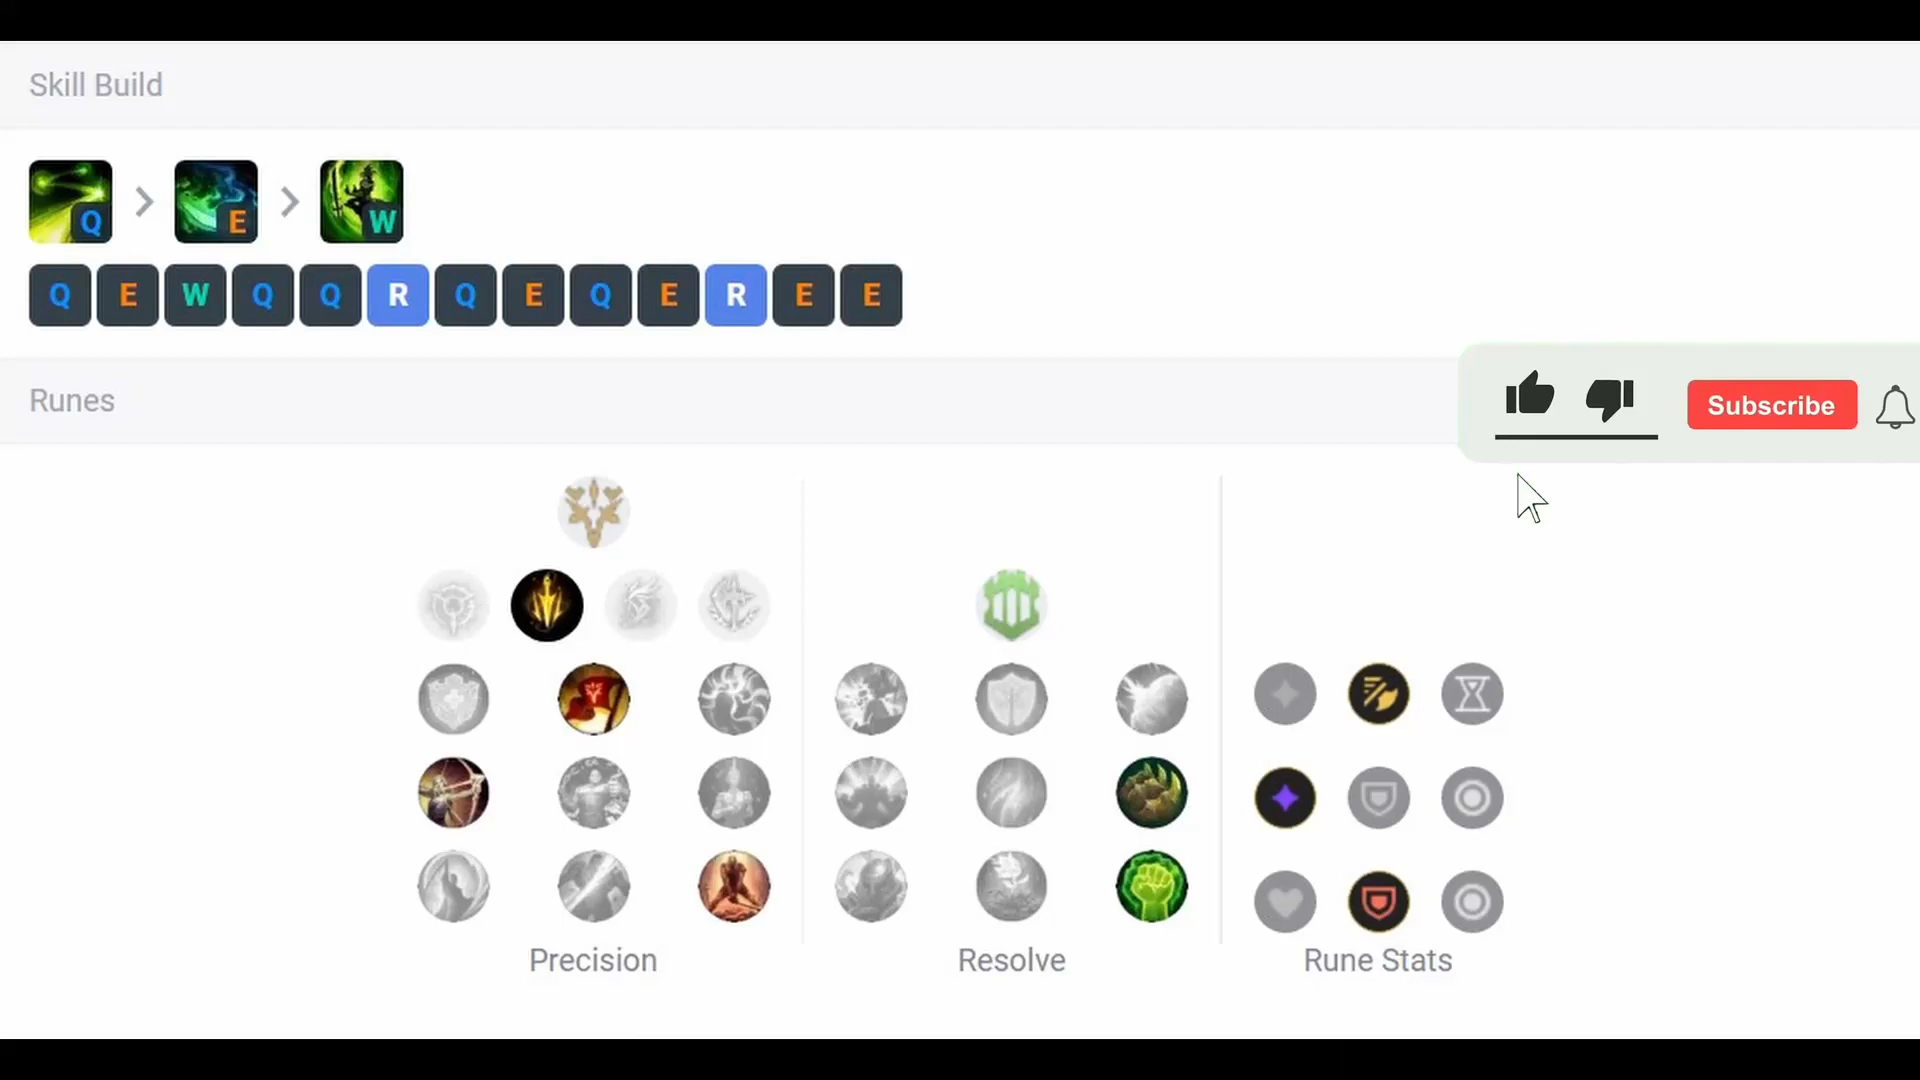 Skill Build
Q E W
Q E W Q Q R Q E Q E R E E
Runes
Subscribe
Precision Resolve Rune Stats